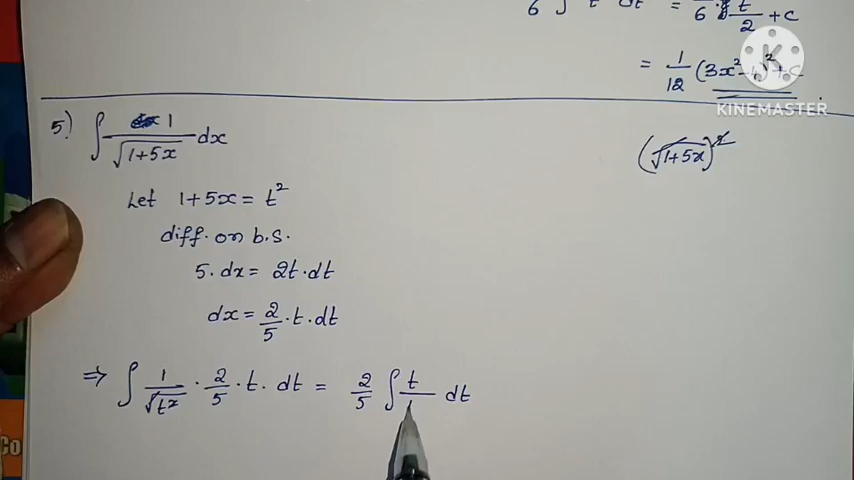 6 ∫ t dt = 6 t/2 + c
= 1/12 (3x²
KINEMASTER
5) ∫ 1/√(1+5x) dx
(√(1+5x))²
Let 1+5x = t²
diff. on b.s.
5. dx = 2t·dt
dx = 2/5 · t · dt
⇒ ∫ 1/√t² · 2/5 · t · dt = 2/5 ∫ t/ dt
Co